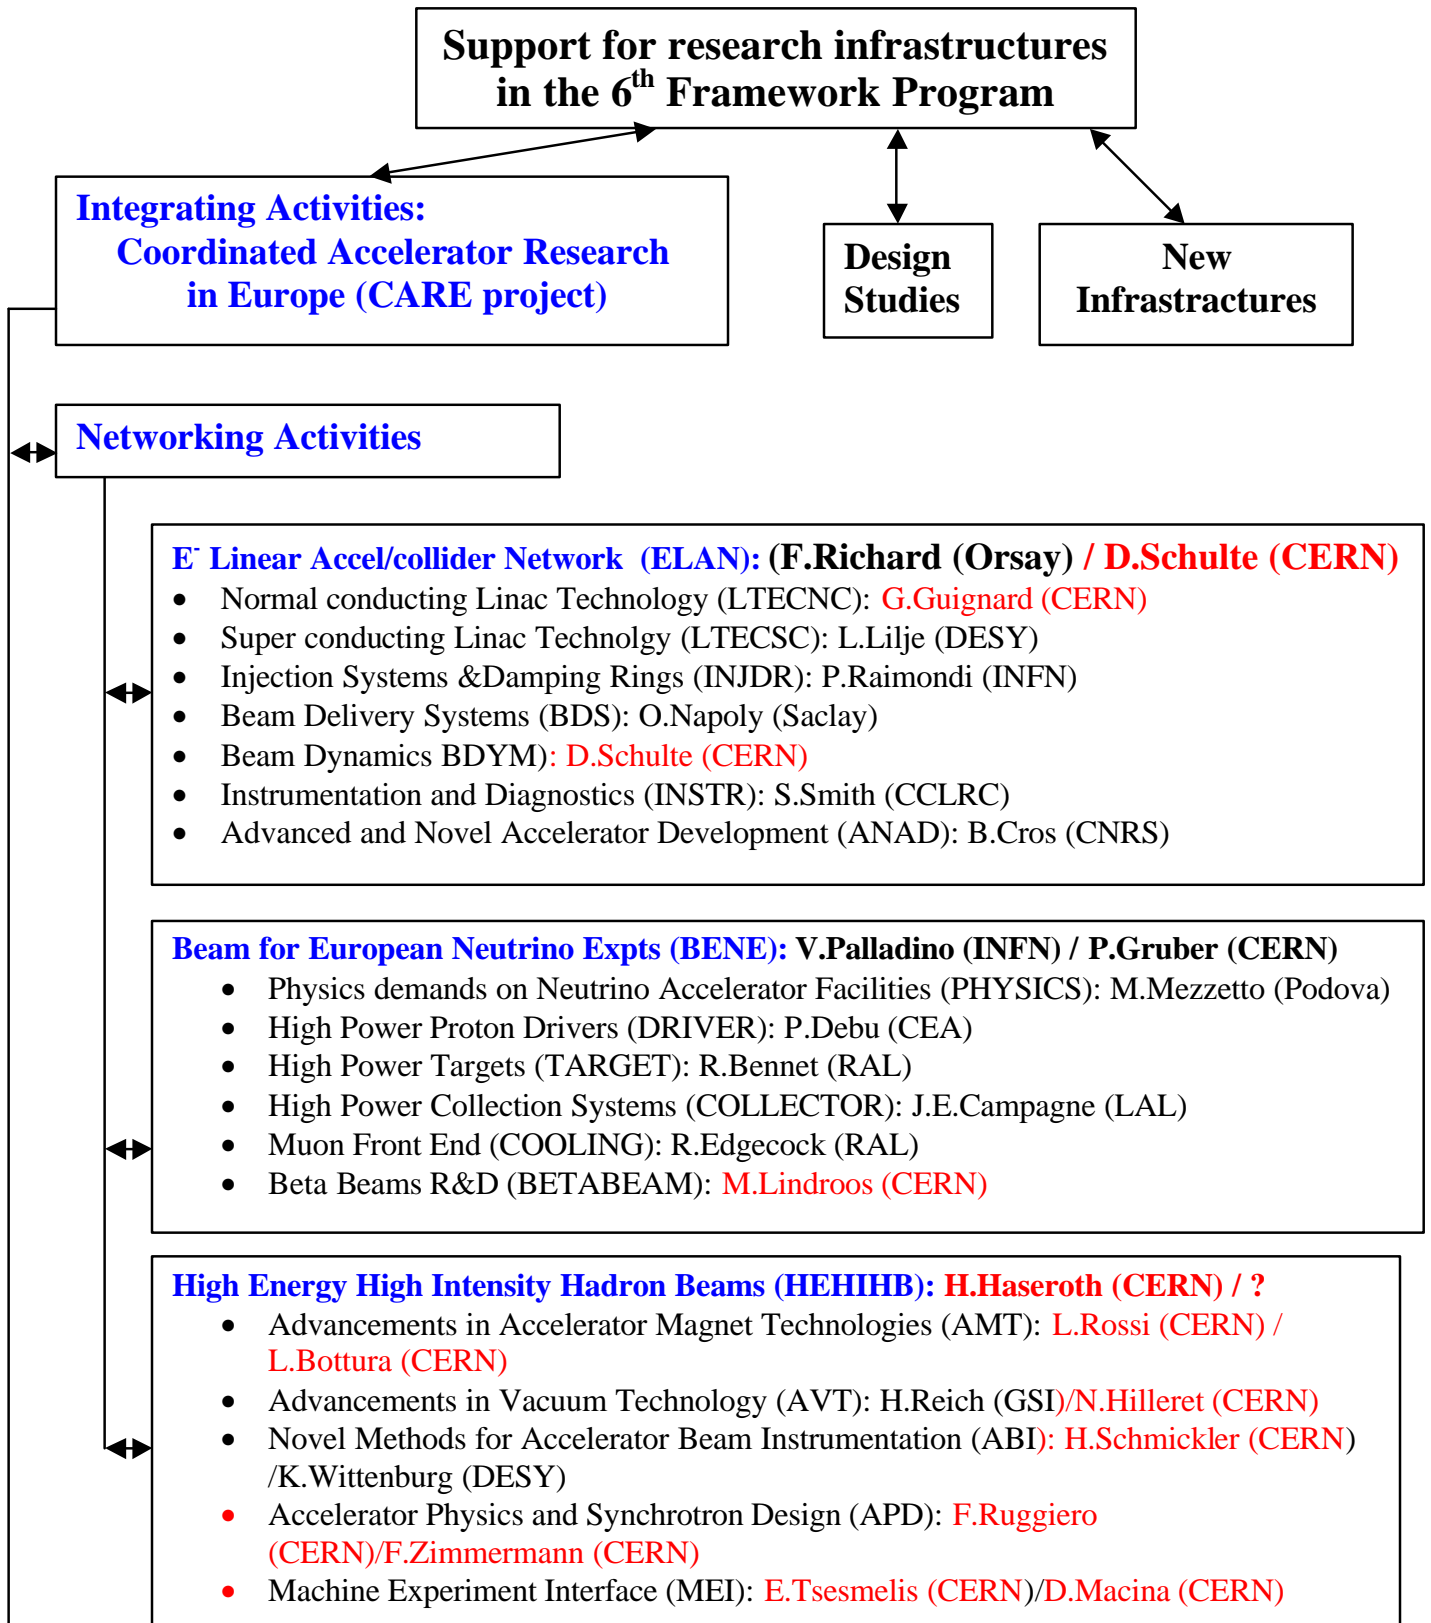 Support for research infrastructures
in the 6th Framework Program
Integrating Activities:
Coordinated Accelerator Research
in Europe (CARE project)
Design
Studies
New
Infrastractures
Networking Activities
E- Linear Accel/collider Network (ELAN): (F.Richard (Orsay) / D.Schulte (CERN)
• Normal conducting Linac Technology (LTECNC): G.Guignard (CERN)
• Super conducting Linac Technolgy (LTECSC): L.Lilje (DESY)
• Injection Systems &Damping Rings (INJDR): P.Raimondi (INFN)
• Beam Delivery Systems (BDS): O.Napoly (Saclay)
• Beam Dynamics BDYM): D.Schulte (CERN)
• Instrumentation and Diagnostics (INSTR): S.Smith (CCLRC)
• Advanced and Novel Accelerator Development (ANAD): B.Cros (CNRS)
Beam for European Neutrino Expts (BENE): V.Palladino (INFN) / P.Gruber (CERN)
• Physics demands on Neutrino Accelerator Facilities (PHYSICS): M.Mezzetto (Podova)
• High Power Proton Drivers (DRIVER): P.Debu (CEA)
• High Power Targets (TARGET): R.Bennet (RAL)
• High Power Collection Systems (COLLECTOR): J.E.Campagne (LAL)
• Muon Front End (COOLING): R.Edgecock (RAL)
• Beta Beams R&D (BETABEAM): M.Lindroos (CERN)
High Energy High Intensity Hadron Beams (HEHIHB): H.Haseroth (CERN) / ?
• Advancements in Accelerator Magnet Technologies (AMT): L.Rossi (CERN) /
L.Bottura (CERN)
• Advancements in Vacuum Technology (AVT): H.Reich (GSI)/N.Hilleret (CERN)
• Novel Methods for Accelerator Beam Instrumentation (ABI): H.Schmickler (CERN)
/K.Wittenburg (DESY)
• Accelerator Physics and Synchrotron Design (APD): F.Ruggiero
(CERN)/F.Zimmermann (CERN)
• Machine Experiment Interface (MEI): E.Tsesmelis (CERN)/D.Macina (CERN)